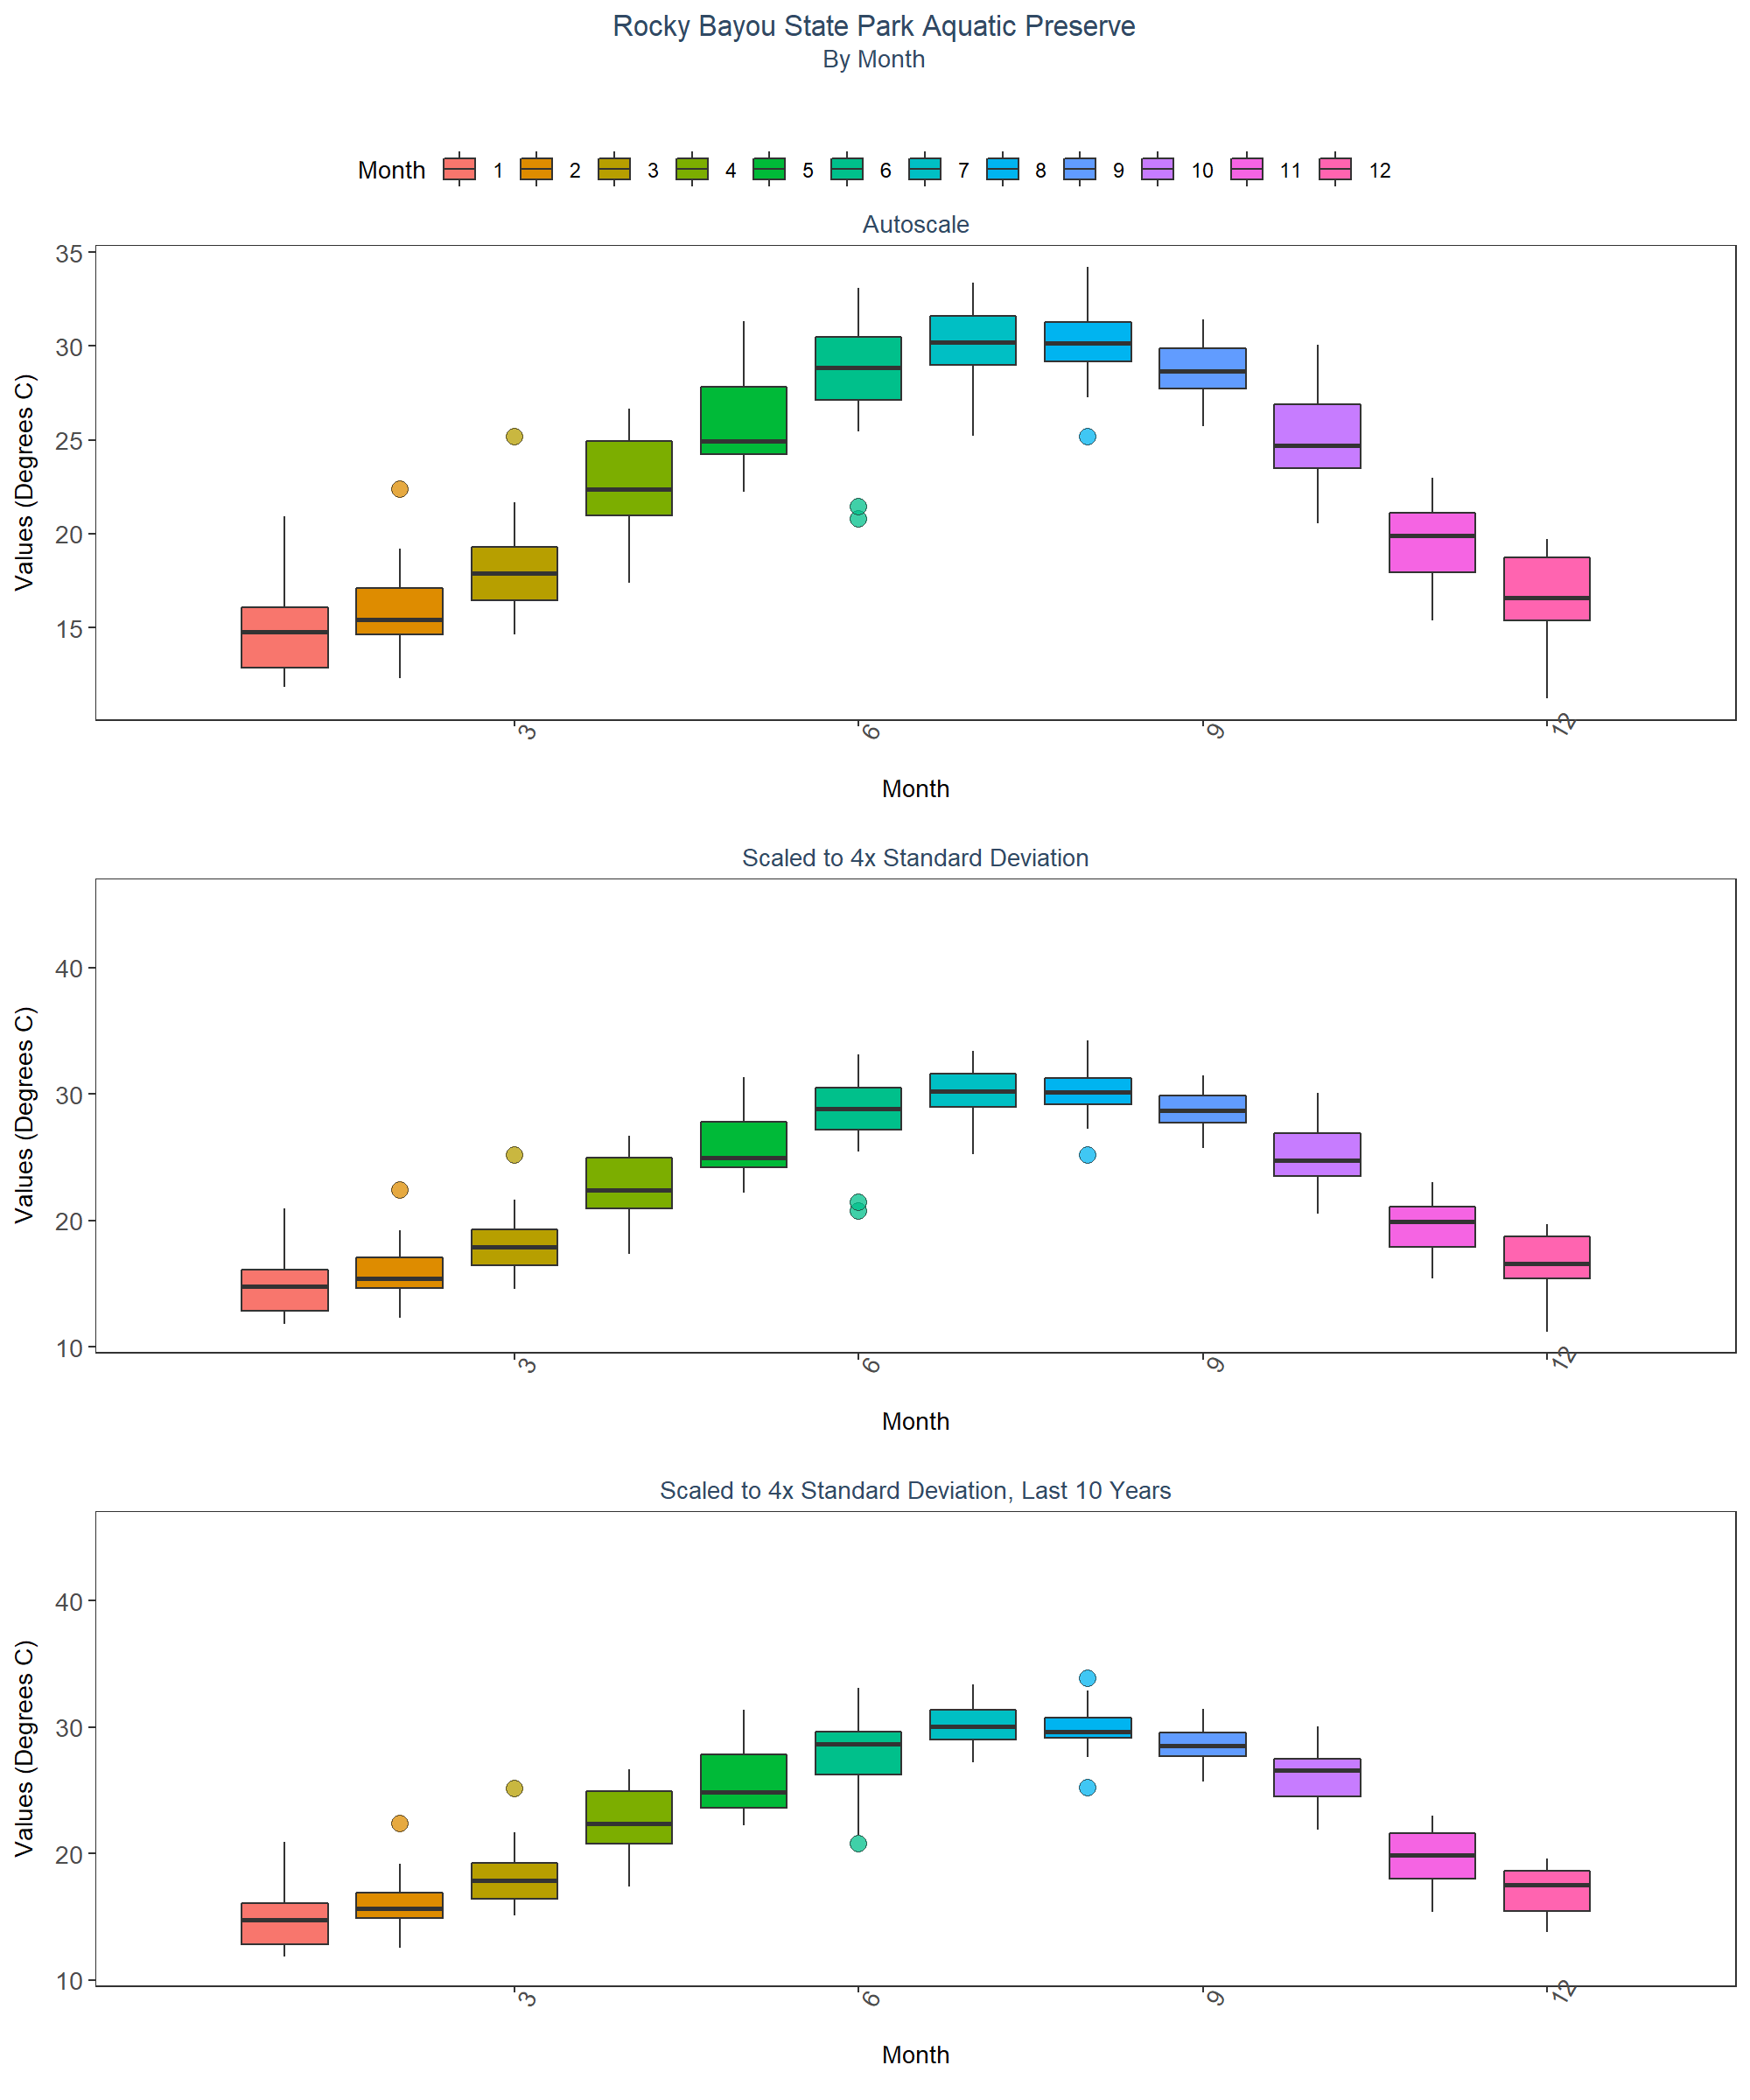 Rocky Bayou State Park Aquatic Preserve
By Month
Month 1 2 3 4 5 6 7 8 9 10 11 12
Autoscale
Values (Degrees C)
35
30
25
20
15
3 6 9 12
Month
Scaled to 4x Standard Deviation
Values (Degrees C)
40
30
20
10
3 6 9 12
Month
Scaled to 4x Standard Deviation, Last 10 Years
Values (Degrees C)
40
30
20
10
3 6 9 12
Month